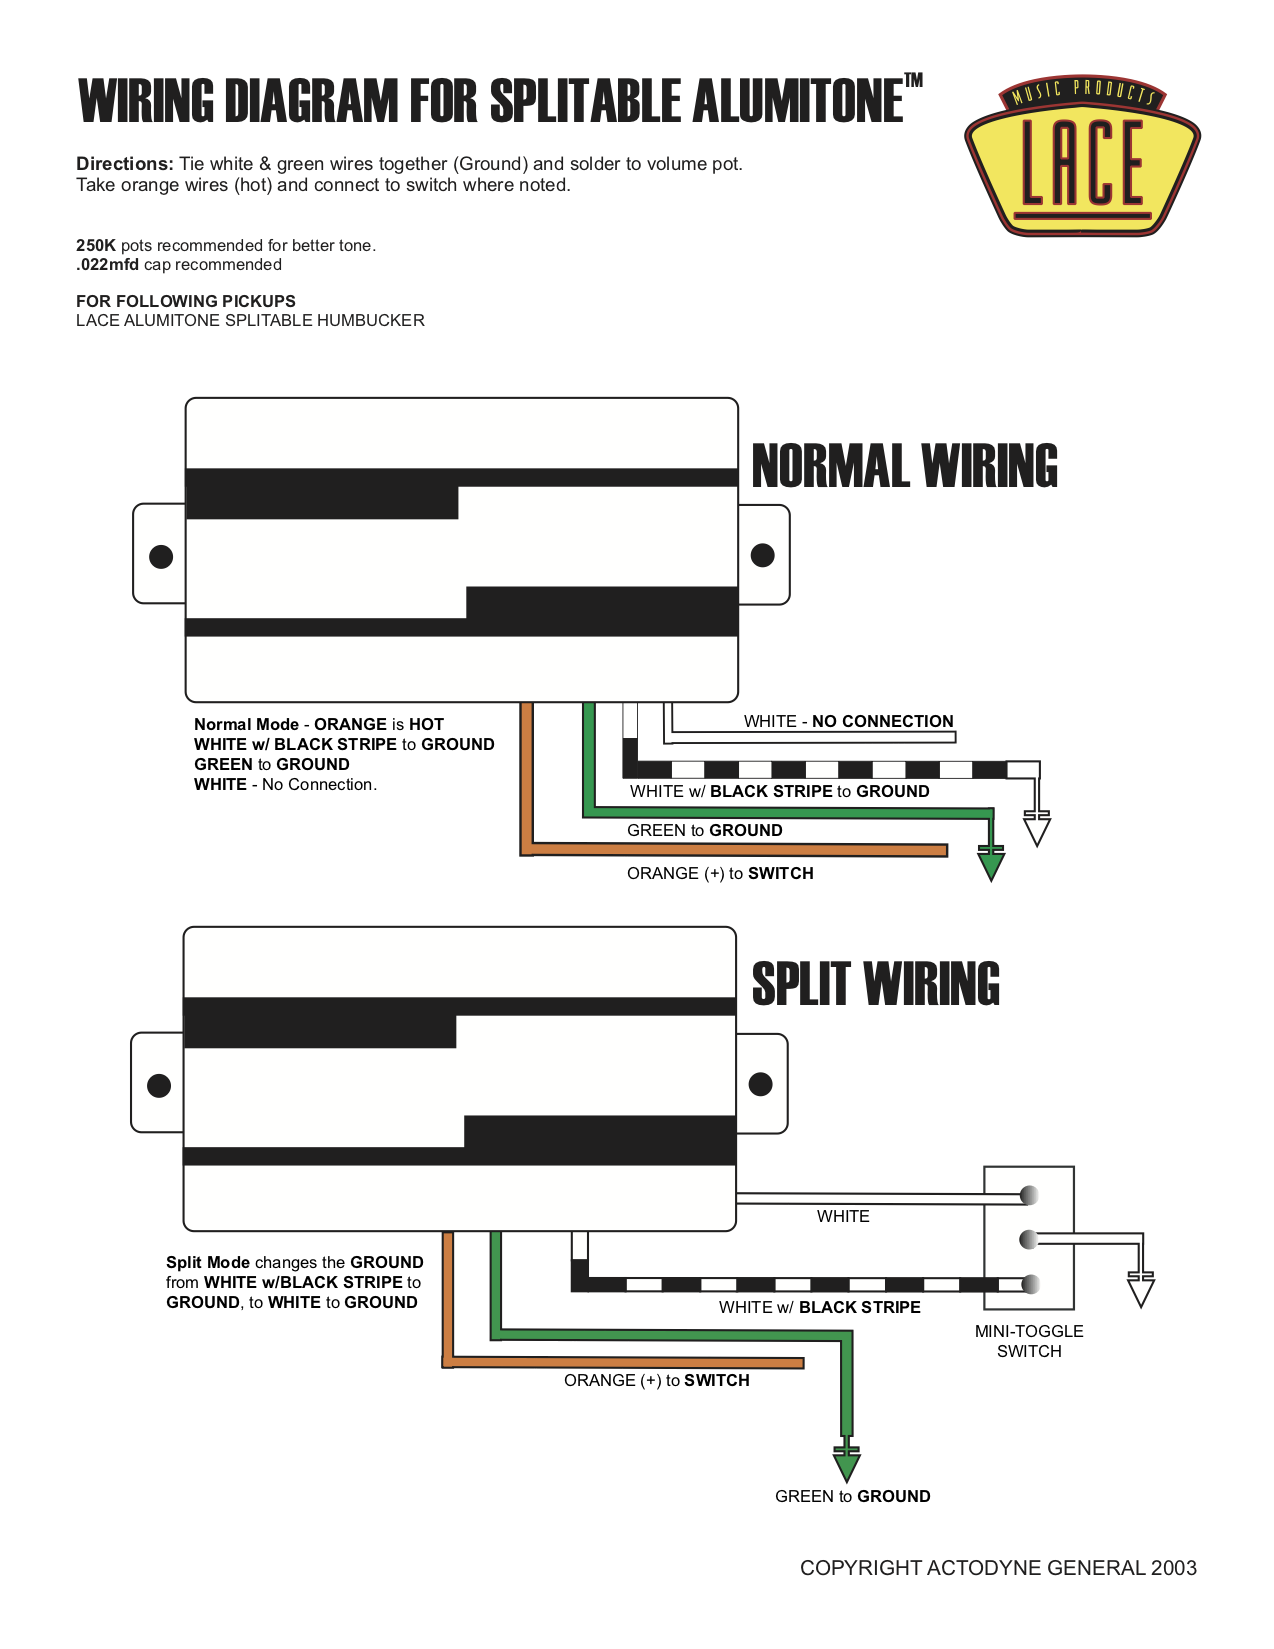 WIRING DIAGRAM FOR SPLITABLE ALUMITONE™
MUSIC PRODUCTS
LACE
Directions: Tie white & green wires together (Ground) and solder to volume pot.
Take orange wires (hot) and connect to switch where noted.
250K pots recommended for better tone.
.022mfd cap recommended
FOR FOLLOWING PICKUPS
LACE ALUMITONE SPLITABLE HUMBUCKER
NORMAL WIRING
Normal Mode - ORANGE is HOT
WHITE w/ BLACK STRIPE to GROUND
GREEN to GROUND
WHITE - No Connection.
WHITE - NO CONNECTION
WHITE w/ BLACK STRIPE to GROUND
GREEN to GROUND
ORANGE (+) to SWITCH
SPLIT WIRING
WHITE
Split Mode changes the GROUND
from WHITE w/BLACK STRIPE to
GROUND, to WHITE to GROUND
WHITE w/ BLACK STRIPE
MINI-TOGGLE
SWITCH
ORANGE (+) to SWITCH
GREEN to GROUND
COPYRIGHT ACTODYNE GENERAL 2003